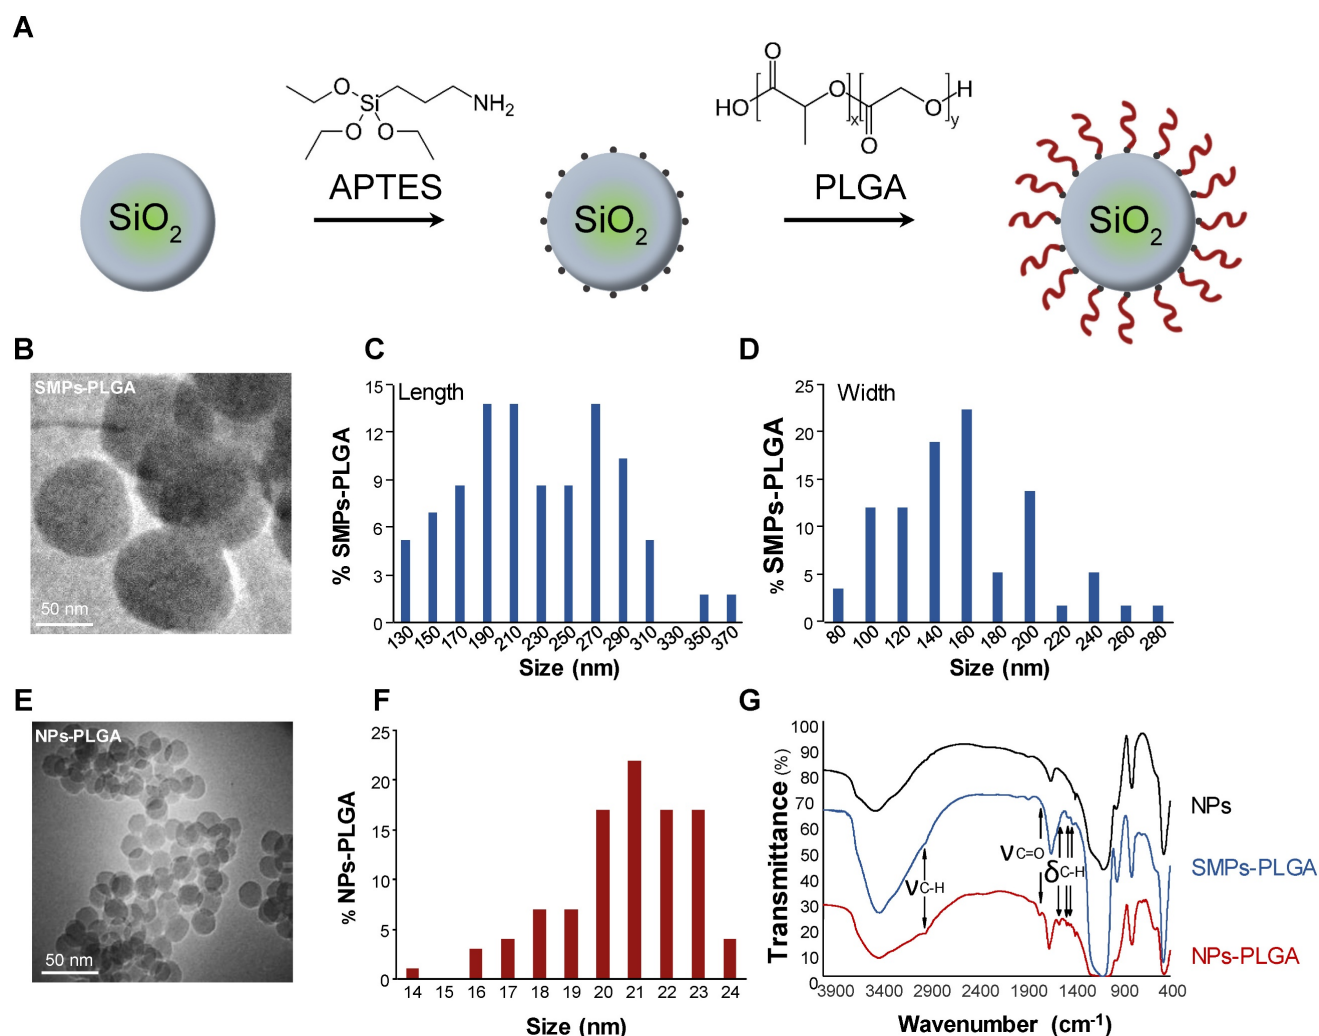 A
O
Si
NH2
O
O
APTES
SiO2
SiO2
O
HO
O
O
H
x
y
O
PLGA
SiO2
B
SMPs-PLGA
50 nm
C
Length
% SMPs-PLGA
15
12
9
6
3
0
130 150 170 190 210 230 250 270 290 310 330 350 370
Size (nm)
D
Width
% SMPs-PLGA
25
20
15
10
5
0
80 100 120 140 160 180 200 220 240 260 280
Size (nm)
E
NPs-PLGA
50 nm
F
% NPs-PLGA
25
20
15
10
5
0
14 15 16 17 18 19 20 21 22 23 24
Size (nm)
G
Transmittance (%)
100
90
80
70
60
50
40
30
20
10
0
ν C=O
δ C-H
ν C-H
NPs
SMPs-PLGA
NPs-PLGA
3900 3400 2900 2400 1900 1400 900 400
Wavenumber (cm-1)